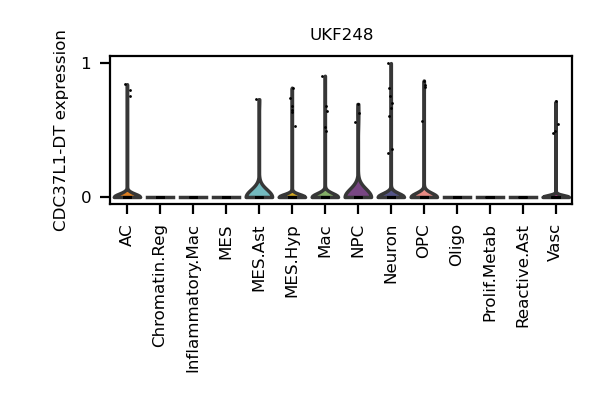 UKF248
CDC37L1-DT expression
1
0
AC
Chromatin.Reg
Inflammatory.Mac
MES
MES.Ast
MES.Hyp
Mac
NPC
Neuron
OPC
Oligo
Prolif.Metab
Reactive.Ast
Vasc